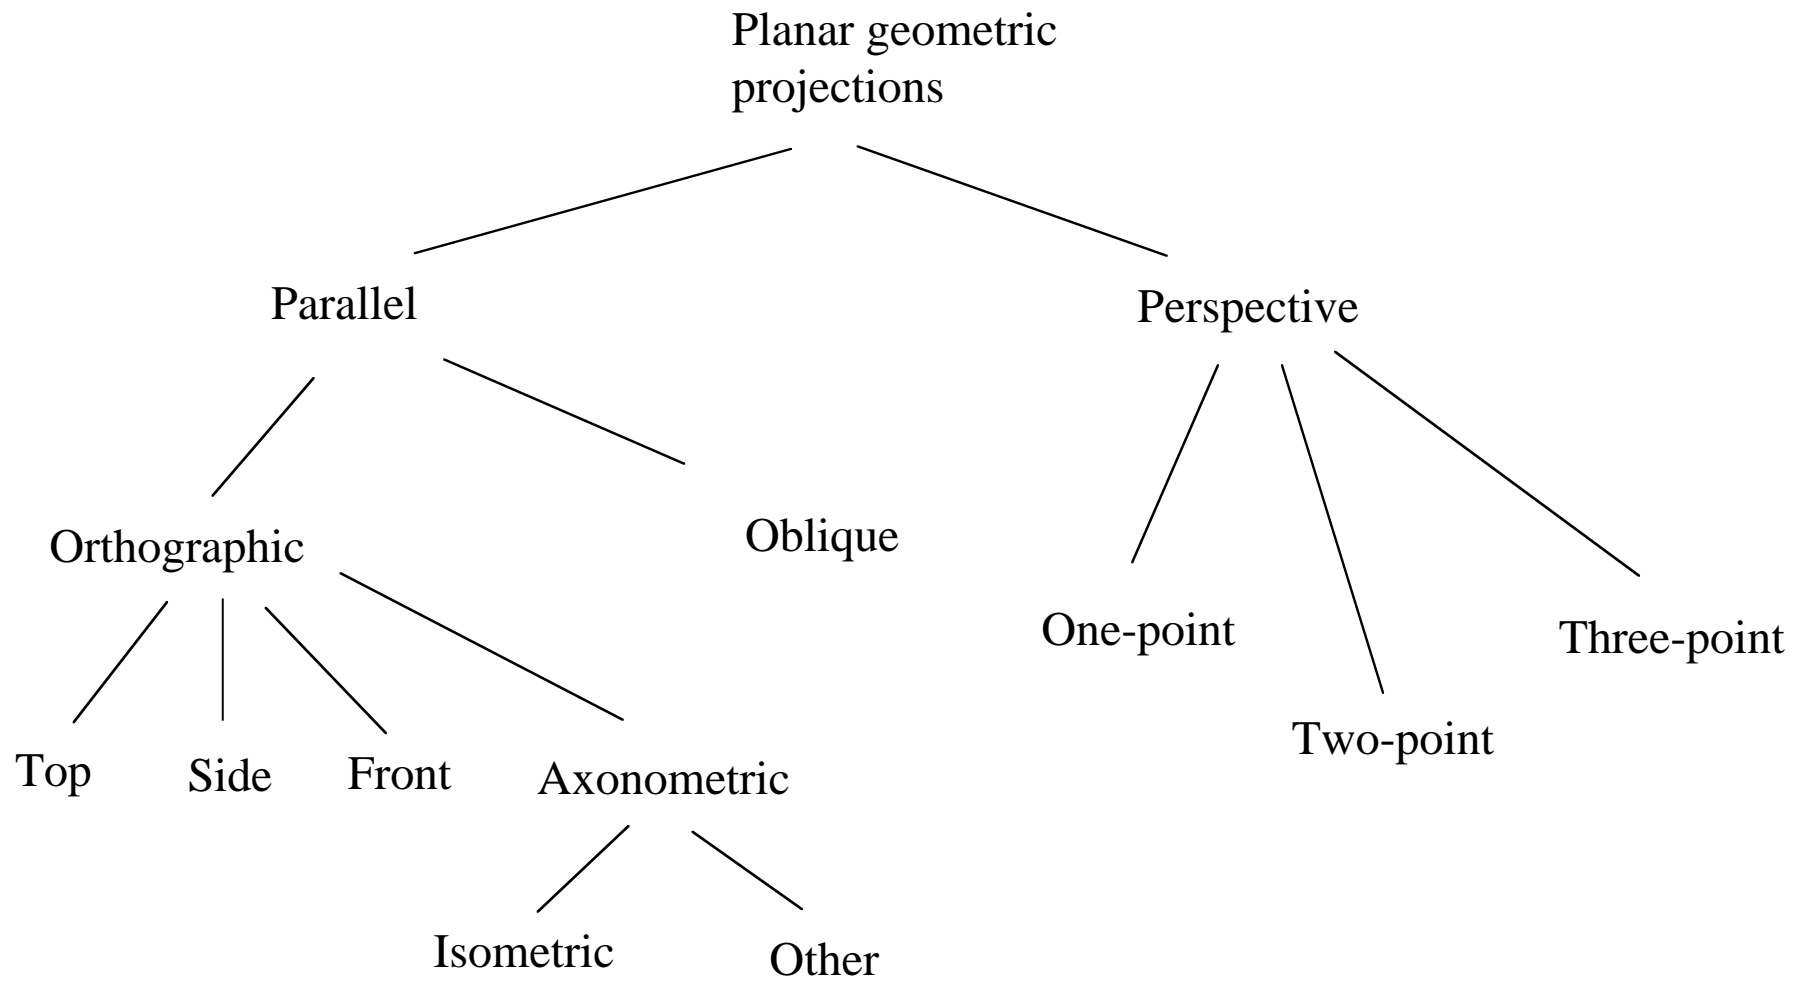 Planar geometric
projections
Parallel
Perspective
Orthographic
Oblique
One-point
Two-point
Three-point
Top
Side
Front
Axonometric
Isometric
Other